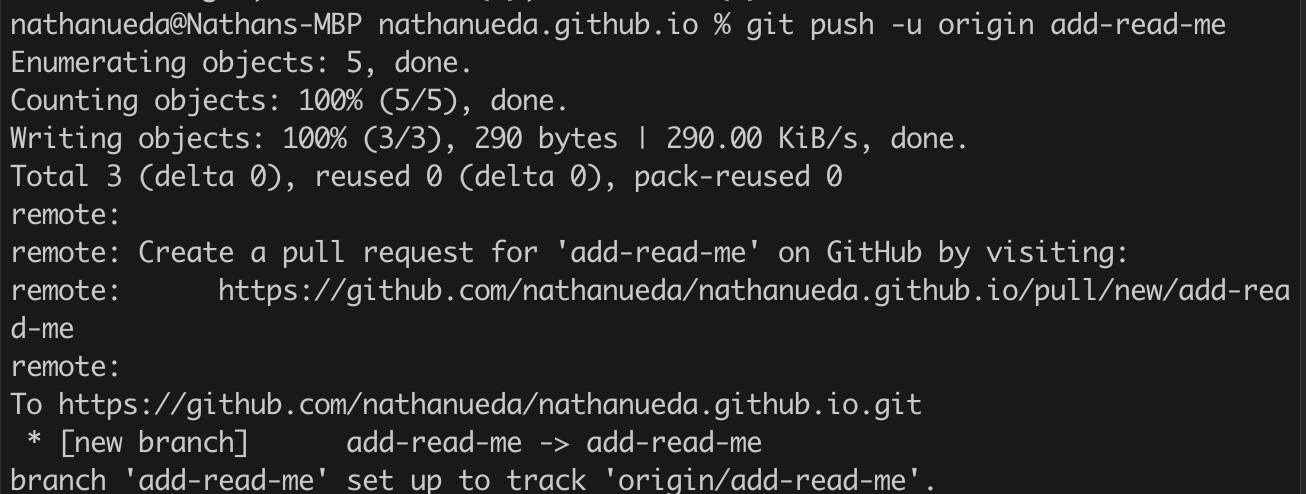 nathanueda@Nathans-MBP nathanueda.github.io % git push -u origin add-read-me
Enumerating objects: 5, done.
Counting objects: 100% (5/5), done.
Writing objects: 100% (3/3), 290 bytes | 290.00 KiB/s, done.
Total 3 (delta 0), reused 0 (delta 0), pack-reused 0
remote:
remote: Create a pull request for 'add-read-me' on GitHub by visiting:
remote:      https://github.com/nathanueda/nathanueda.github.io/pull/new/add-rea
d-me
remote:
To https://github.com/nathanueda/nathanueda.github.io.git
 * [new branch]      add-read-me -> add-read-me
branch 'add-read-me' set up to track 'origin/add-read-me'.